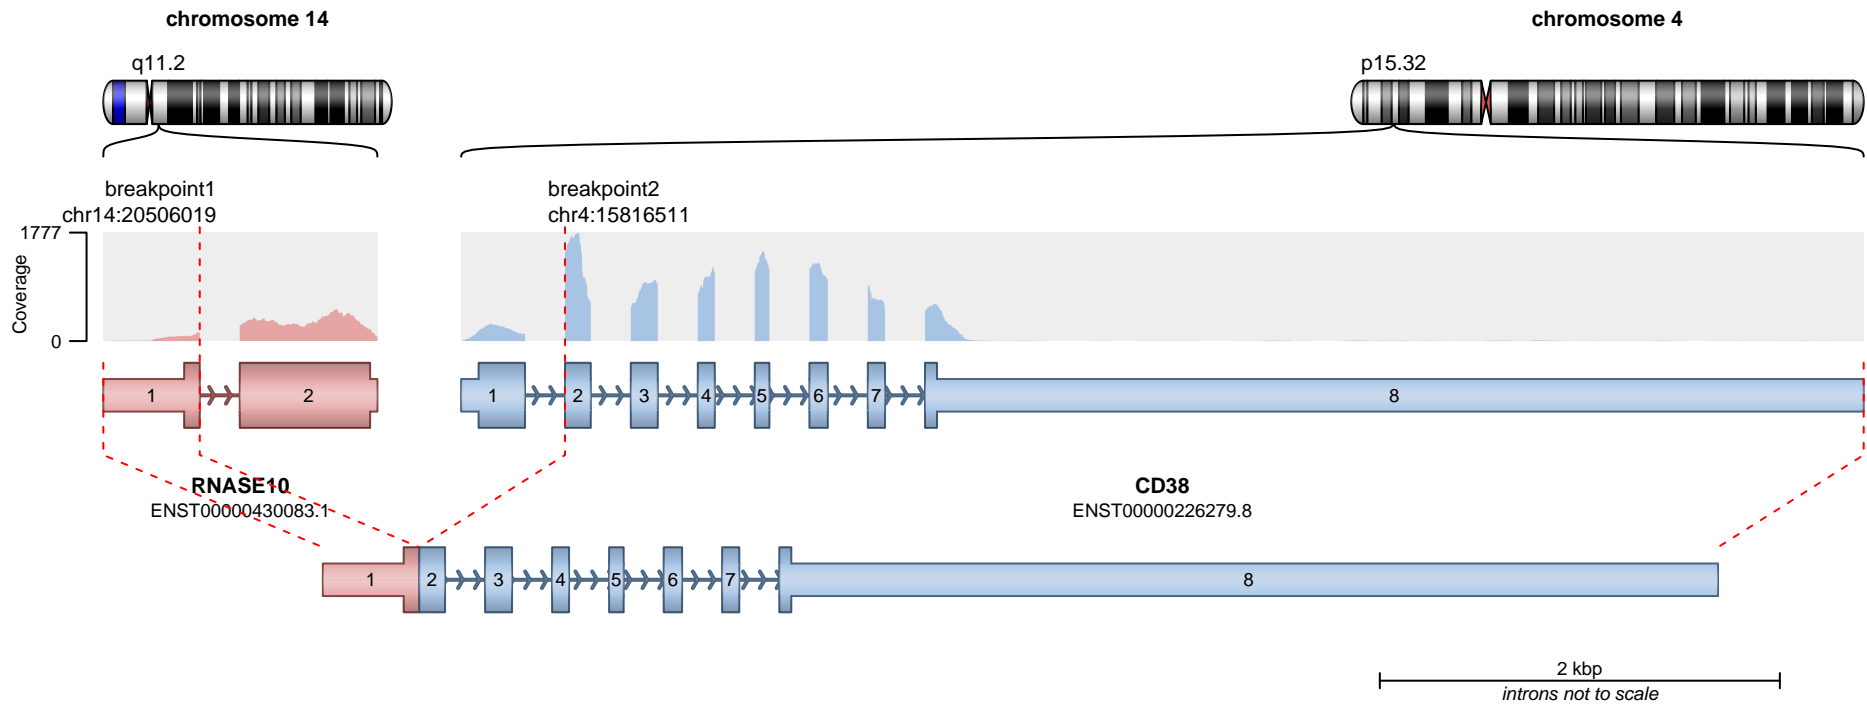 chromosome 14
chromosome 4
q11.2
p15.32
breakpoint1
chr14:20506019
breakpoint2
chr4:15816511
1777
Coverage
0
1
2
1
2
3
4
5
6
7
8
RNASE10
ENST00000430083.1
CD38
ENST00000226279.8
1
2
3
4
5
6
7
8
2 kbp
introns not to scale